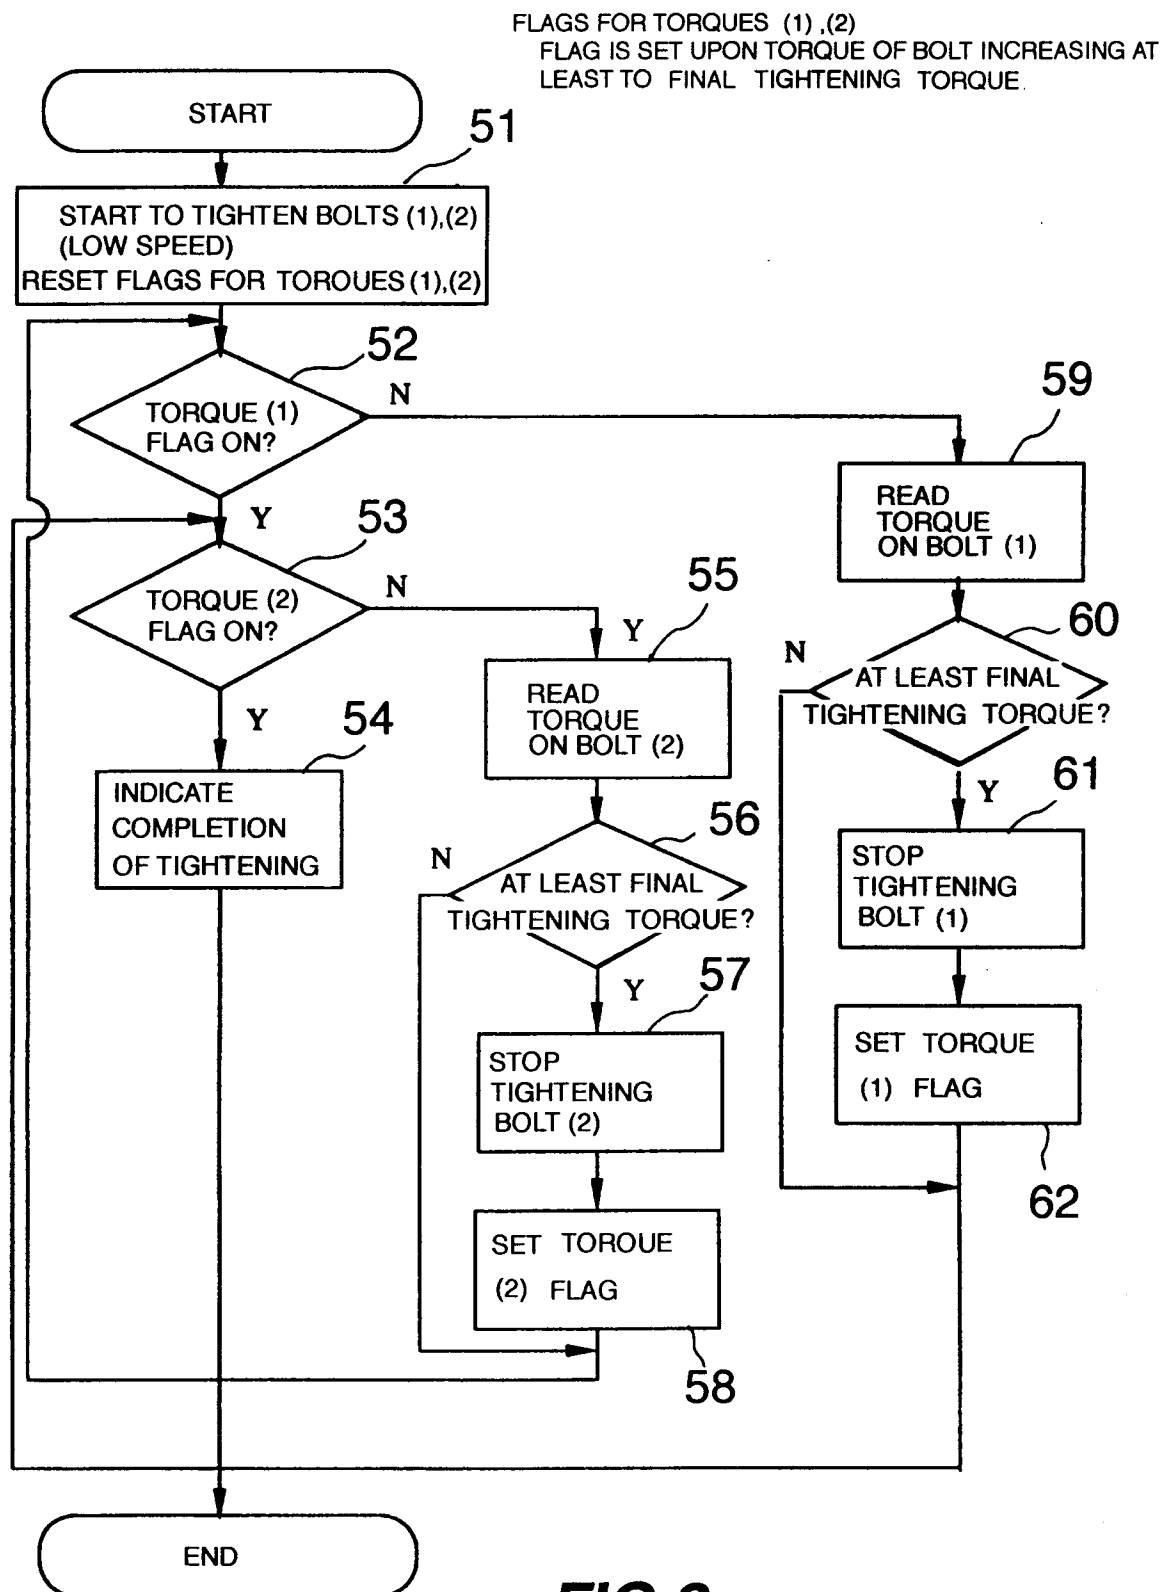 FLAGS FOR TORQUES (1),(2)
FLAG IS SET UPON TORQUE OF BOLT INCREASING AT
LEAST TO FINAL TIGHTENING TORQUE.
START
51
START TO TIGHTEN BOLTS (1),(2)
(LOW SPEED)
RESET FLAGS FOR TOROUES (1),(2)
52
TORQUE (1)
FLAG ON?
N
Y
53
TORQUE (2)
FLAG ON?
N
Y
54
INDICATE
COMPLETION
OF TIGHTENING
55
Y
READ
TORQUE
ON BOLT (2)
56
N
AT LEAST FINAL
TIGHTENING TORQUE?
Y
57
STOP
TIGHTENING
BOLT (2)
SET TOROUE
(2) FLAG
58
59
READ
TORQUE
ON BOLT (1)
60
N
AT LEAST FINAL
TIGHTENING TORQUE?
Y
61
STOP
TIGHTENING
BOLT (1)
SET TORQUE
(1) FLAG
62
END